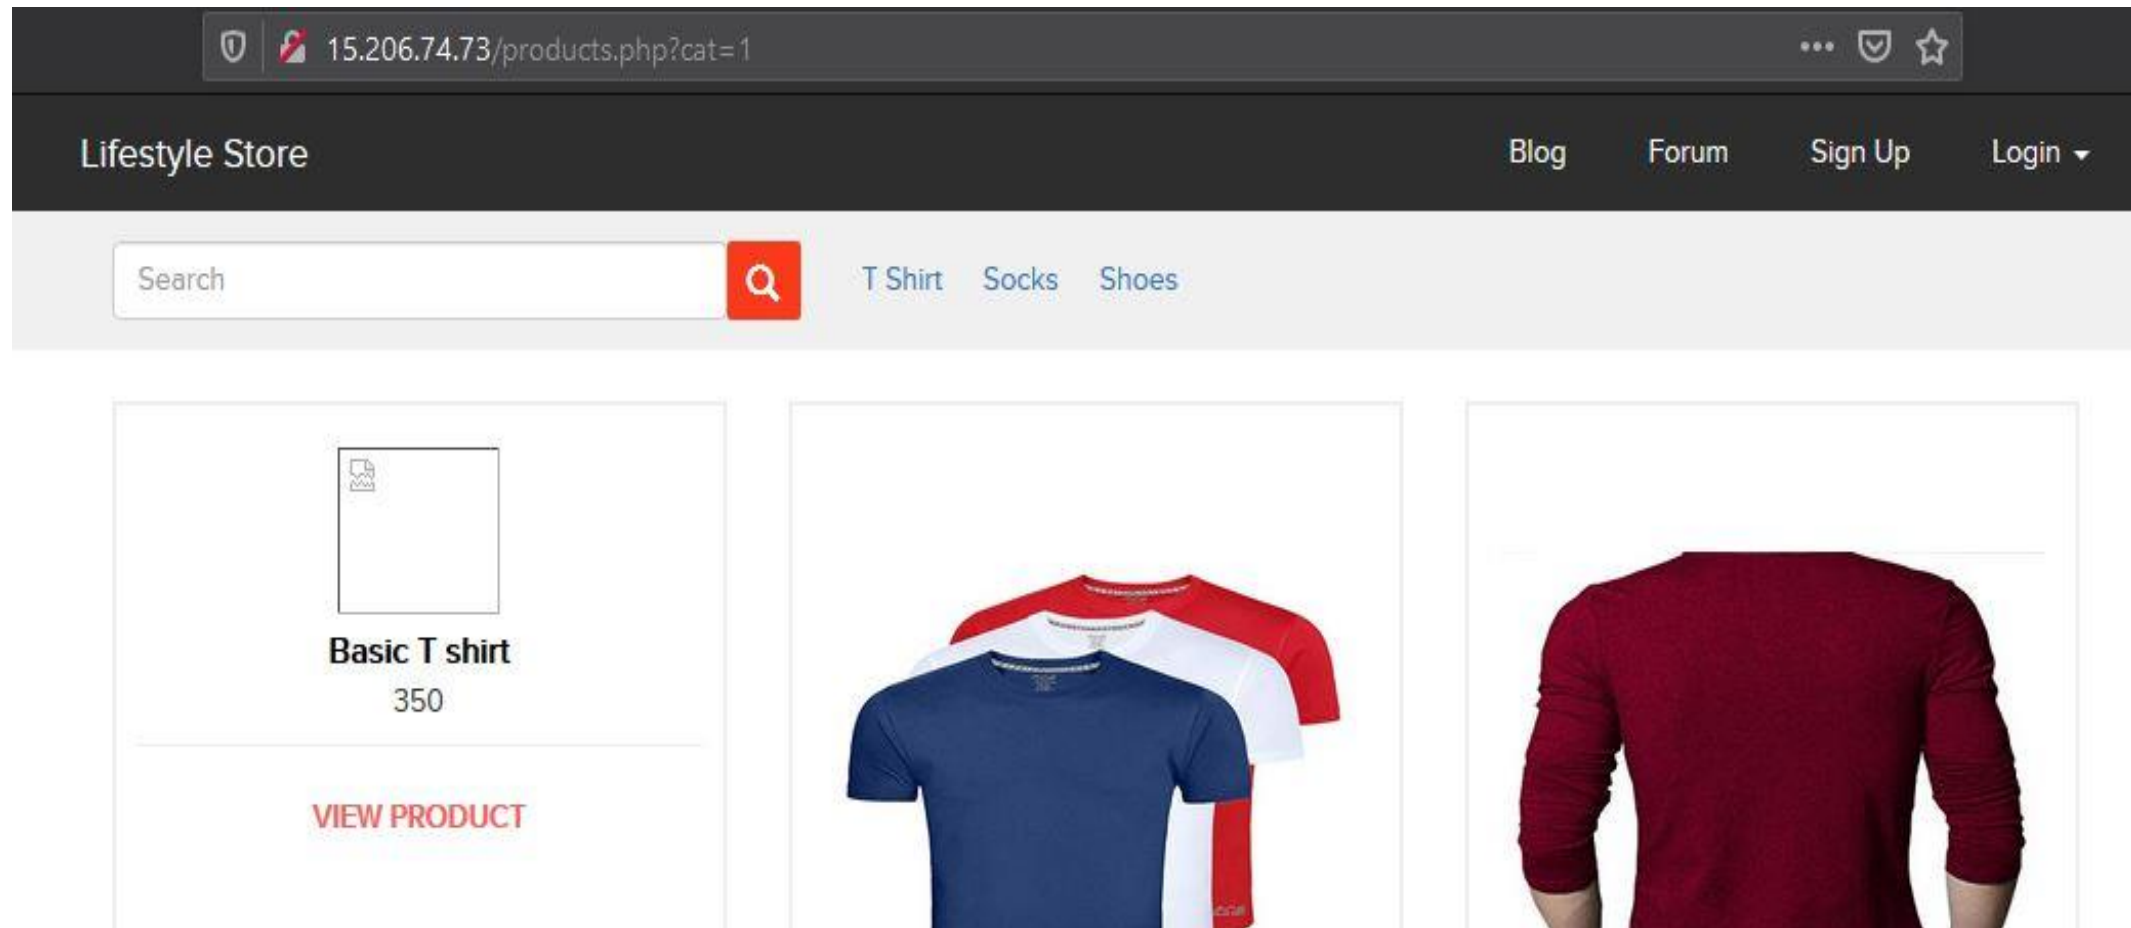 15.206.74.73/products.php?cat=1
Lifestyle Store
Blog Forum Sign Up Login
Search
T Shirt Socks Shoes
Basic T shirt
350
VIEW PRODUCT